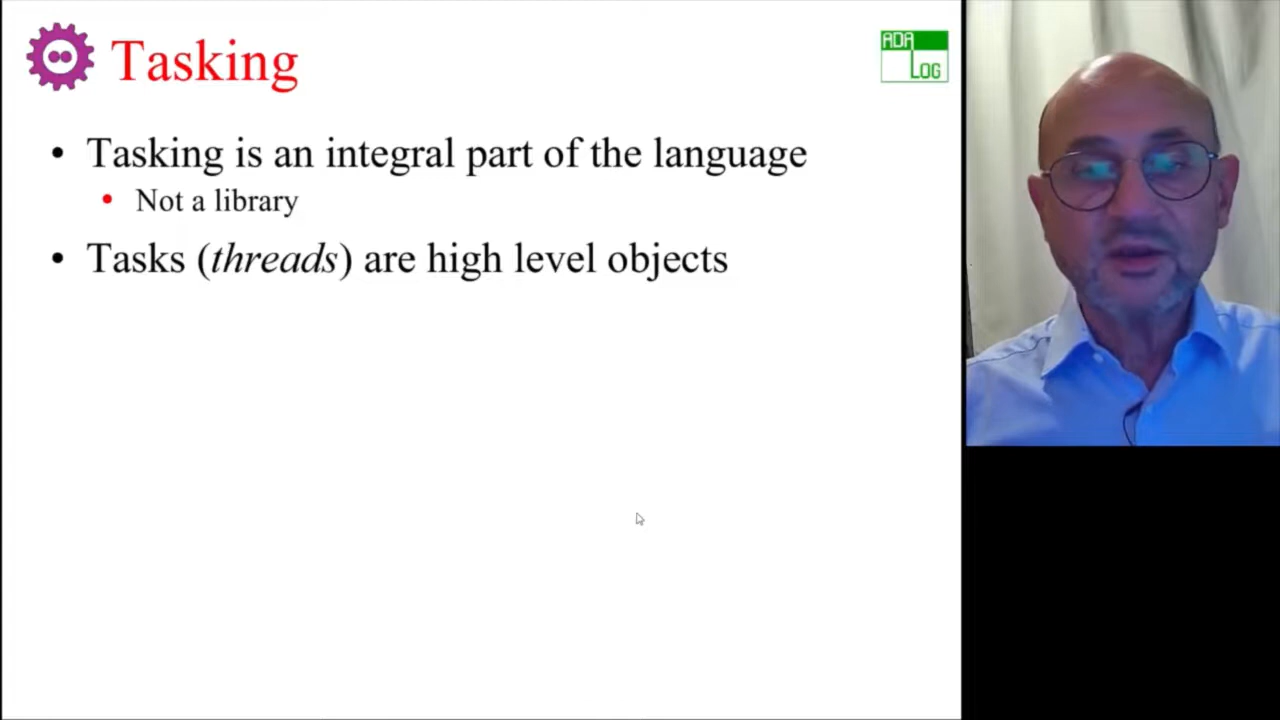 Tasking
ADA
LOG
• Tasking is an integral part of the language
• Not a library
• Tasks (threads) are high level objects